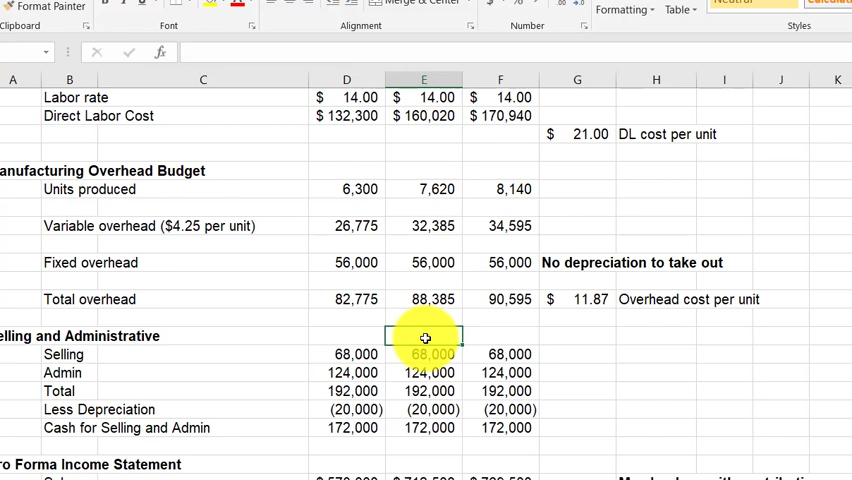 Format Painter
Merge & Center
$ % 9
Formatting Table
Neutral
Clipboard Font Alignment Number Styles
fx
A B C D E F G H I J K
Labor rate $ 14.00 $ 14.00 $ 14.00
Direct Labor Cost $ 132,300 $ 160,020 $ 170,940
$ 21.00 DL cost per unit
anufacturing Overhead Budget
Units produced 6,300 7,620 8,140
Variable overhead ($4.25 per unit) 26,775 32,385 34,595
Fixed overhead 56,000 56,000 56,000 No depreciation to take out
Total overhead 82,775 88,385 90,595 $ 11.87 Overhead cost per unit
elling and Administrative
Selling 68,000 68,000 68,000
Admin 124,000 124,000 124,000
Total 192,000 192,000 192,000
Less Depreciation (20,000) (20,000) (20,000)
Cash for Selling and Admin 172,000 172,000 172,000
ro Forma Income Statement